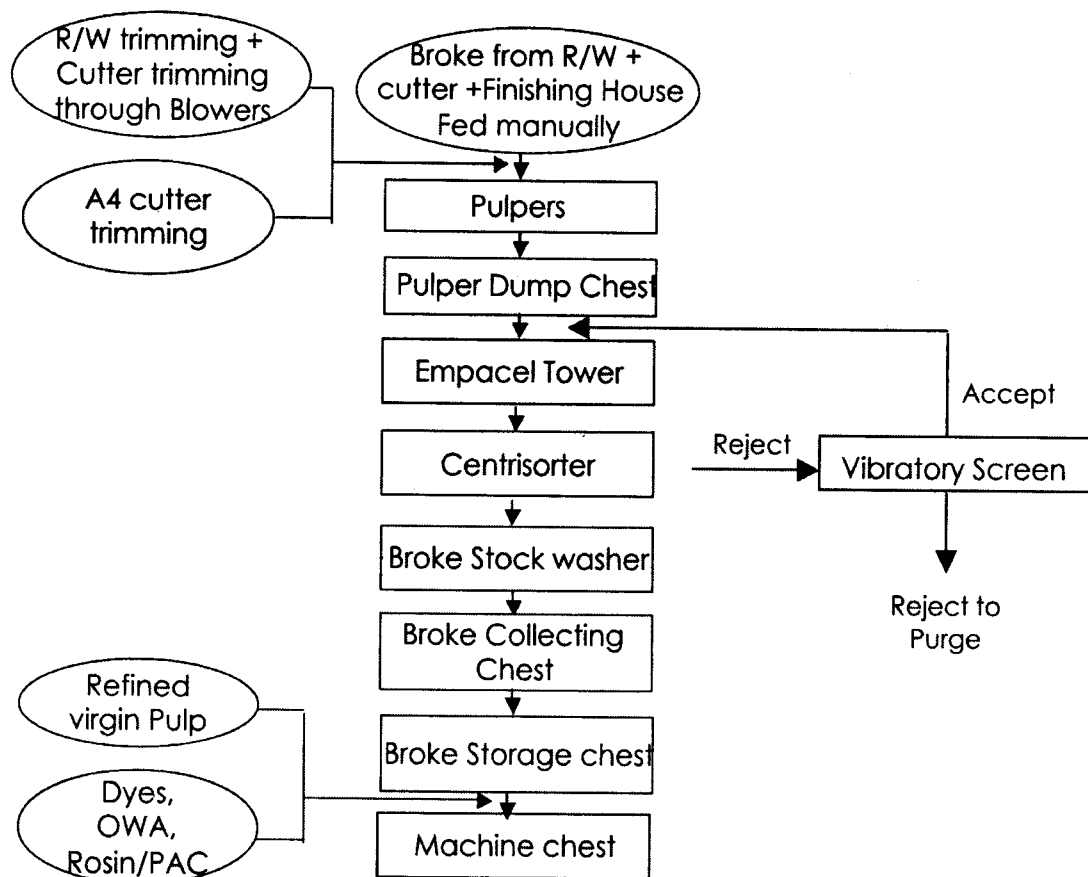 R/W trimming +
Cutter trimming
through Blowers
Broke from R/W +
cutter +Finishing House
Fed manually
A4 cutter
trimming
Pulpers
Pulper Dump Chest
Empacel Tower
Accept
Centrisorter
Reject
Vibratory Screen
Broke Stock washer
Reject to
Purge
Broke Collecting
Chest
Refined
virgin Pulp
Broke Storage chest
Dyes,
OWA,
Rosin/PAC
Machine chest